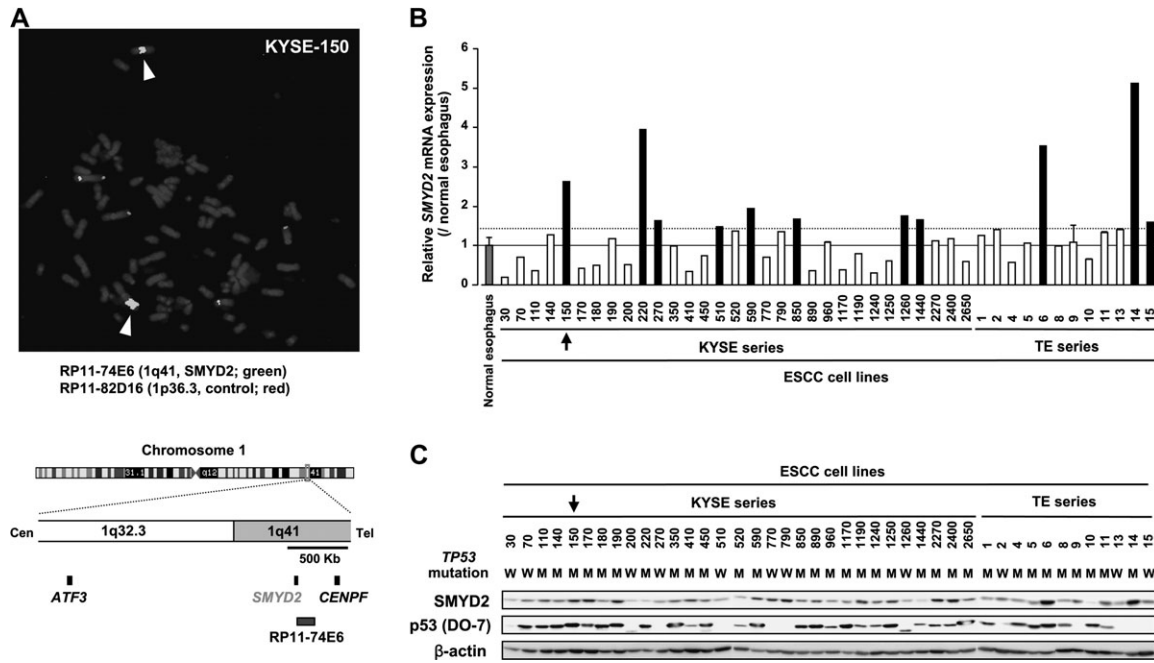 A
KYSE-150
RP11-74E6 (1q41, SMYD2; green)
RP11-82D16 (1p36.3, control; red)
Chromosome 1
31.1 q12 41
Cen 1q32.3 1q41 Tel
500 Kb
ATF3 SMYD2 CENPF
RP11-74E6
B
Relative SMYD2 mRNA expression
(/ normal esophagus)
6
5
4
3
2
1
0
Normal esophagus 30 70 110 140 150 170 180 190 200 220 270 350 410 450 510 520 590 770 790 850 890 960 1170 1190 1240 1250 1260 1440 2270 2400 2650 1 2 4 5 6 8 9 10 11 13 14 15
KYSE series TE series
ESCC cell lines
C
ESCC cell lines
KYSE series TE series
30 70 110 140 150 170 180 190 200 220 350 410 450 510 520 590 770 790 850 890 960 1170 1190 1240 1260 1440 2270 2400 2650 1 2 4 5 6 8 9 10 11 13 14 15
TP53
mutation W W M M M M M M W M M M M W M M W W M M M M M M W M M M M M W M M M M W M M W M W
SMYD2
p53 (DO-7)
β-actin